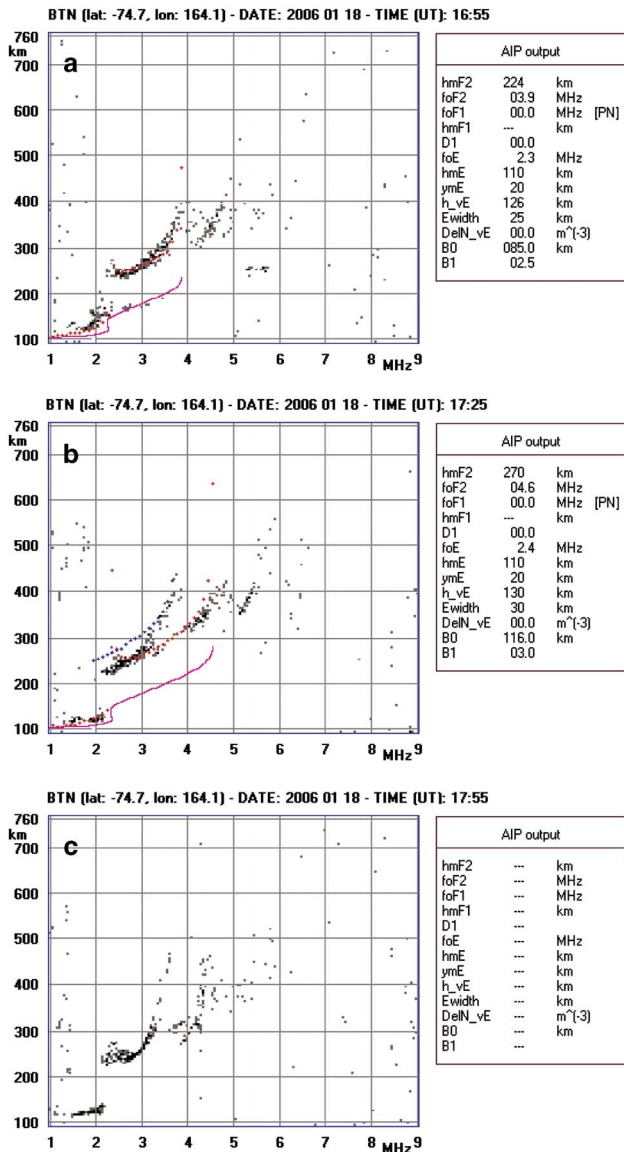 BTN (lat: -74.7, lon: 164.1) - DATE: 2006 01 18 - TIME (UT): 16:55
760
km
700
600
500
400
300
200
100
a
1 2 3 4 5 6 7 8 9
MHz
AIP output
hmF2 224 km
foF2 03.9 MHz
foF1 00.0 MHz [PN]
hmF1 --- km
D1 00.0
foE 2.3 MHz
hmE 110 km
ymE 20 km
h_vE 126 km
Ewidth 25 km
DelN_vE 00.0 m^(-3)
B0 085.0 km
B1 02.5
BTN (lat: -74.7, lon: 164.1) - DATE: 2006 01 18 - TIME (UT): 17:25
760
km
700
600
500
400
300
200
100
b
1 2 3 4 5 6 7 8 9
MHz
AIP output
hmF2 270 km
foF2 04.6 MHz
foF1 00.0 MHz [PN]
hmF1 --- km
D1 00.0
foE 2.4 MHz
hmE 110 km
ymE 20 km
h_vE 130 km
Ewidth 30 km
DelN_vE 00.0 m^(-3)
B0 116.0 km
B1 03.0
BTN (lat: -74.7, lon: 164.1) - DATE: 2006 01 18 - TIME (UT): 17:55
760
km
700
600
500
400
300
200
100
c
1 2 3 4 5 6 7 8 9
MHz
AIP output
hmF2 --- km
foF2 --- MHz
foF1 --- MHz
hmF1 --- km
D1 ---
foE --- MHz
hmE --- km
ymE --- km
h_vE --- km
Ewidth --- km
DelN_vE --- m^(-3)
B0 --- km
B1 ---